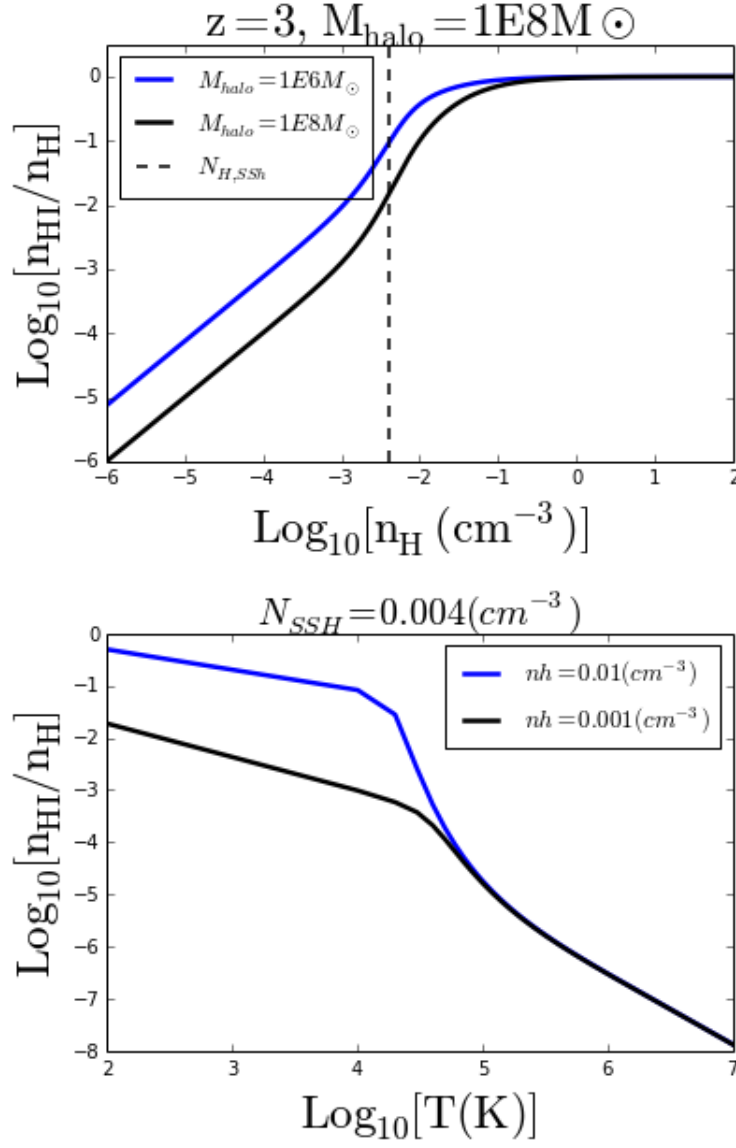 z=3, M_halo=1E8M⊙
M_halo=1E6M⊙
M_halo=1E8M⊙
N_H,SSh
0
−1
−2
−3
−4
−5
−6
Log₁₀[n_HI/n_H]
−6 −5 −4 −3 −2 −1 0 1 2
Log₁₀[n_H (cm⁻³)]
N_SSH=0.004(cm⁻³)
nh=0.01(cm⁻³)
nh=0.001(cm⁻³)
0
−1
−2
−3
−4
−5
−6
−7
−8
Log₁₀[n_HI/n_H]
2 3 4 5 6 7
Log₁₀[T(K)]